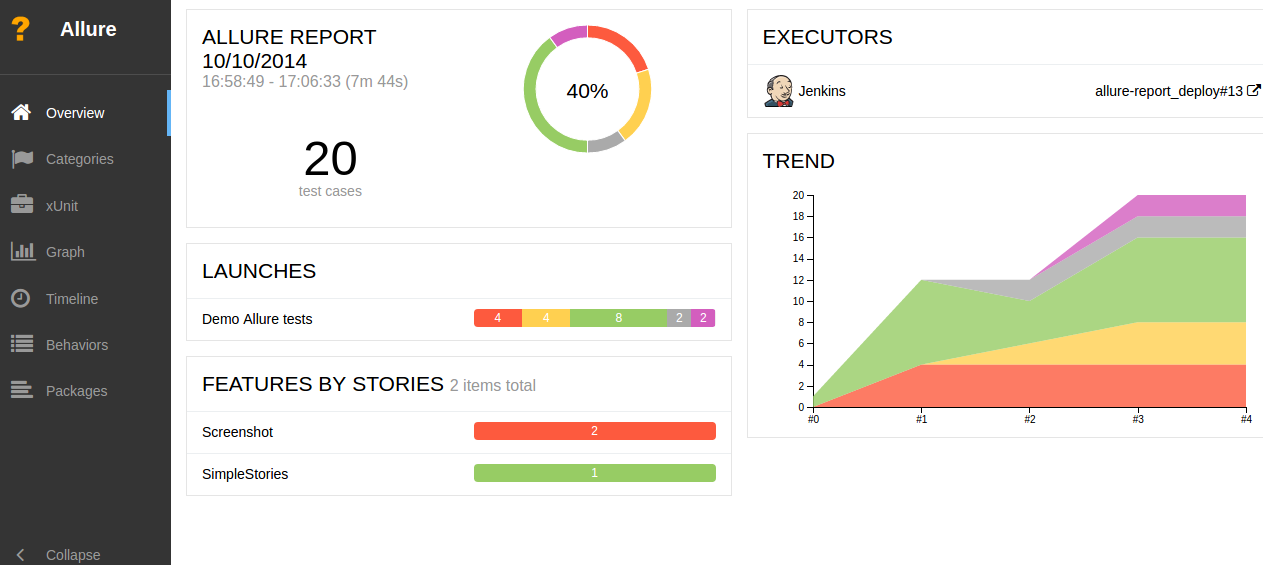 Allure
Overview
Categories
xUnit
Graph
Timeline
Behaviors
Packages
Collapse
ALLURE REPORT
10/10/2014
16:58:49 - 17:06:33 (7m 44s)
20
test cases
40%
LAUNCHES
Demo Allure tests 4 4 8 2 2
FEATURES BY STORIES 2 items total
Screenshot 2
SimpleStories 1
EXECUTORS
Jenkins allure-report_deploy#13
TREND
20
18
16
14
12
10
8
6
4
2
0
#0 #1 #2 #3 #4